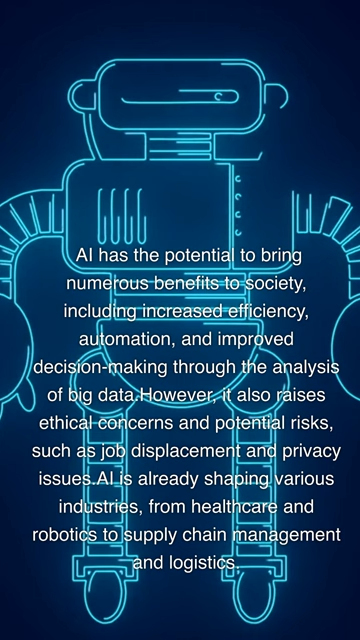 AI has the potential to bring
numerous benefits to society,
including increased efficiency,
automation, and improved
decision-making through the analysis
of big data.However, it also raises
ethical concerns and potential risks,
such as job displacement and privacy
issues.AI is already shaping various
industries, from healthcare and
robotics to supply chain management
and logistics.